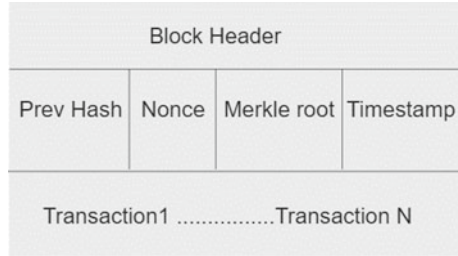 Block Header
Prev Hash Nonce Merkle root Timestamp
Transaction1 ................Transaction N